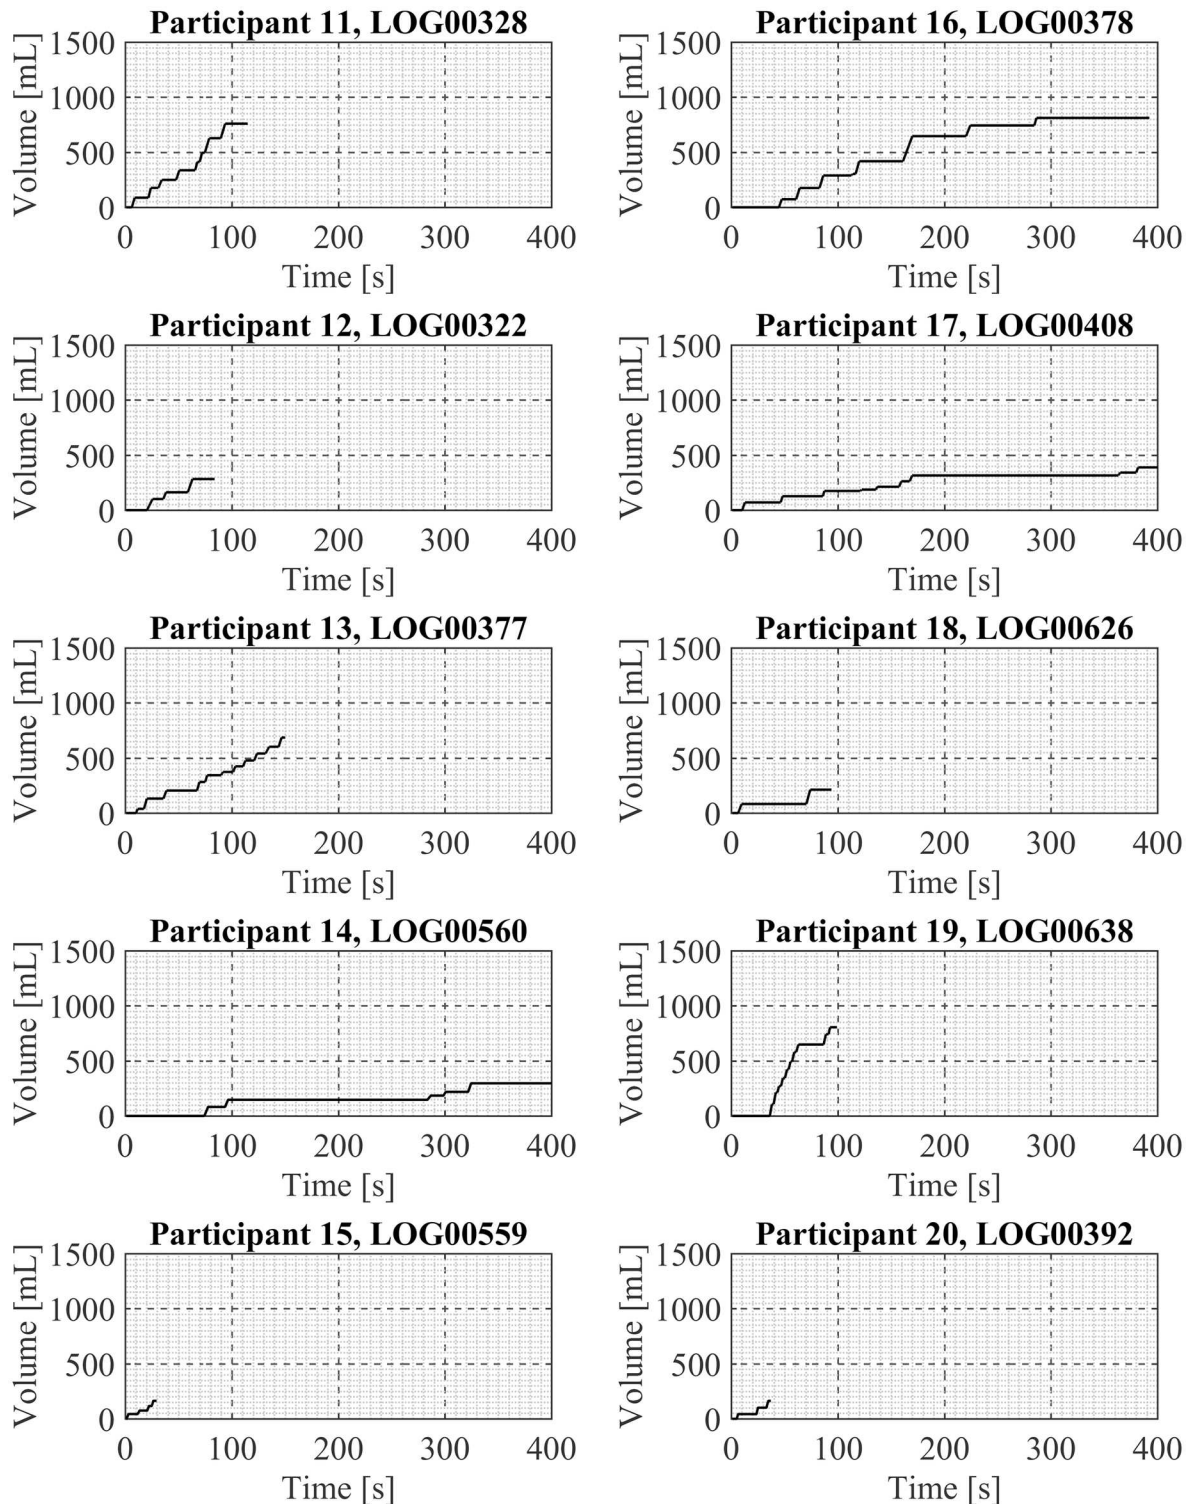 Participant 11, LOG00328
Volume [mL]
1500
1000
500
0
0 100 200 300 400
Time [s]
Participant 16, LOG00378
Volume [mL]
1500
1000
500
0
0 100 200 300 400
Time [s]
Participant 12, LOG00322
Volume [mL]
1500
1000
500
0
0 100 200 300 400
Time [s]
Participant 17, LOG00408
Volume [mL]
1500
1000
500
0
0 100 200 300 400
Time [s]
Participant 13, LOG00377
Volume [mL]
1500
1000
500
0
0 100 200 300 400
Time [s]
Participant 18, LOG00626
Volume [mL]
1500
1000
500
0
0 100 200 300 400
Time [s]
Participant 14, LOG00560
Volume [mL]
1500
1000
500
0
0 100 200 300 400
Time [s]
Participant 19, LOG00638
Volume [mL]
1500
1000
500
0
0 100 200 300 400
Time [s]
Participant 15, LOG00559
Volume [mL]
1500
1000
500
0
0 100 200 300 400
Time [s]
Participant 20, LOG00392
Volume [mL]
1500
1000
500
0
0 100 200 300 400
Time [s]